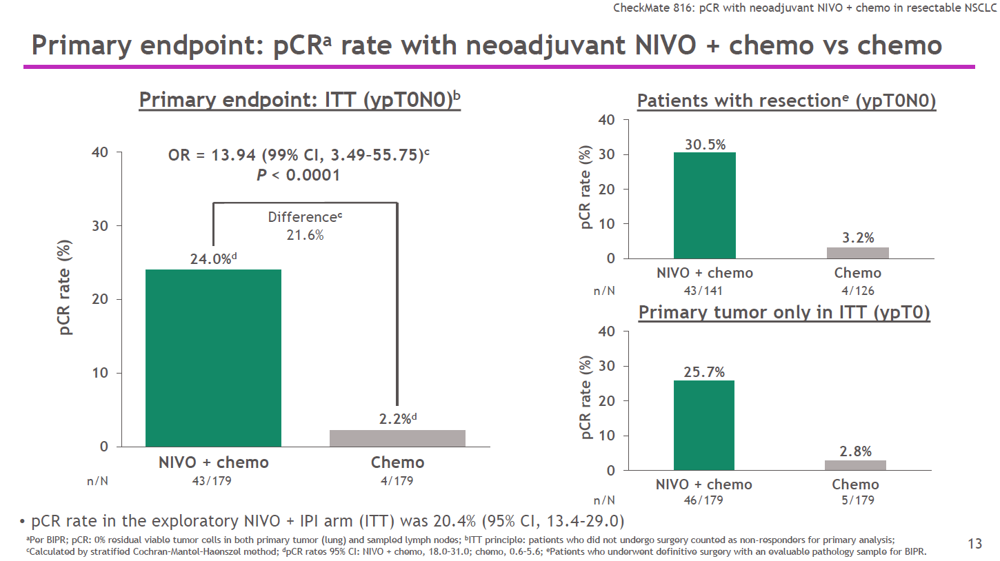 CheckMate 816: pCR with neoadjuvant NIVO + chemo in resectable NSCLC
Primary endpoint: pCRᵃ rate with neoadjuvant NIVO + chemo vs chemo
Primary endpoint: ITT (ypT0N0)ᵇ
OR = 13.94 (99% CI, 3.49–55.75)ᶜ
P < 0.0001
Differenceᶜ
21.6%
pCR rate (%)
40
30
20
10
0
24.0%ᵈ
2.2%ᵈ
NIVO + chemo
Chemo
n/N
43/179
4/179
Patients with resectionᵉ (ypT0N0)
pCR rate (%)
40
30
20
10
0
30.5%
3.2%
NIVO + chemo
Chemo
n/N
43/141
4/126
Primary tumor only in ITT (ypT0)
pCR rate (%)
40
30
20
10
0
25.7%
2.8%
NIVO + chemo
Chemo
n/N
46/179
5/179
• pCR rate in the exploratory NIVO + IPI arm (ITT) was 20.4% (95% CI, 13.4–29.0)
ᵃPer BIPR; pCR: 0% residual viable tumor cells in both primary tumor (lung) and sampled lymph nodes; ᵇITT principle: patients who did not undergo surgery counted as non-responders for primary analysis;
ᶜCalculated by stratified Cochran-Mantel-Haenszel method; ᵈpCR rates 95% CI: NIVO + chemo, 18.0–31.0; chemo, 0.6–5.6; ᵉPatients who underwent definitive surgery with an evaluable pathology sample for BIPR.
13